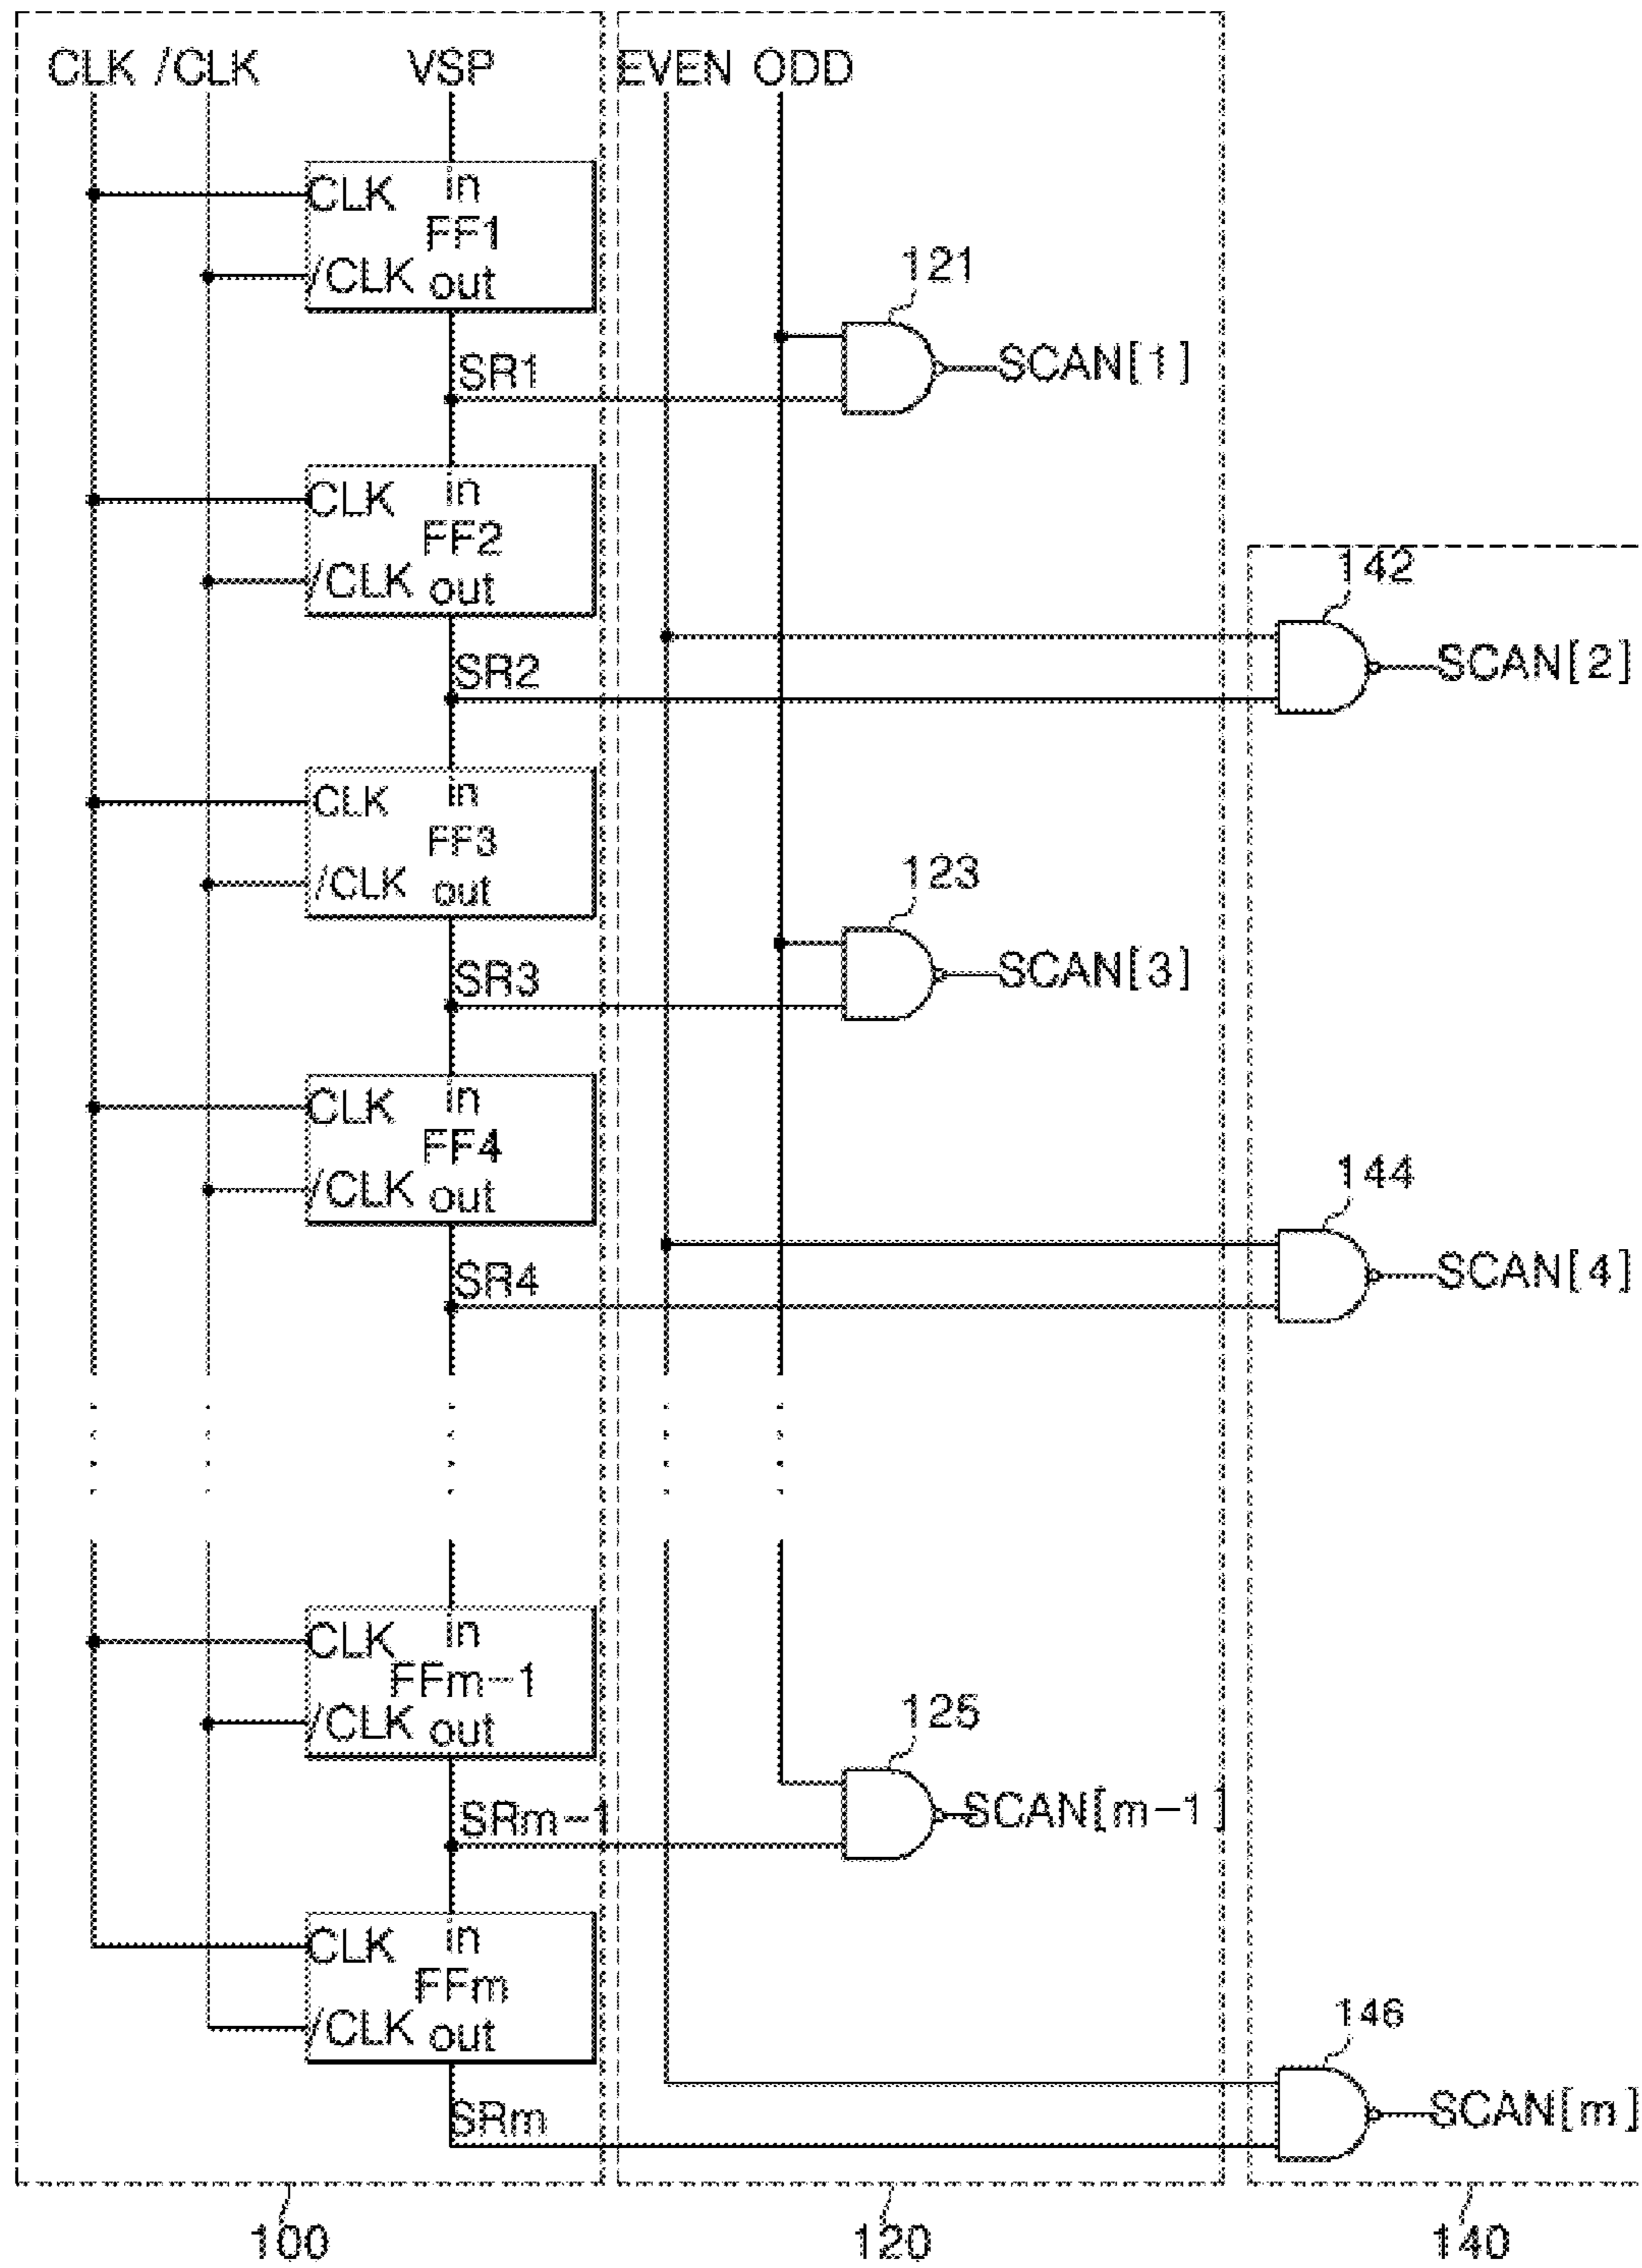 CLK /CLK VSP EVEN ODD
CLK in
FF1
/CLK out
121
SR1
SCAN[1]
CLK in
FF2
/CLK out
142
SR2
SCAN[2]
CLK in
FF3
/CLK out
123
SR3
SCAN[3]
CLK in
FF4
/CLK out
144
SR4
SCAN[4]
CLK in
FFm-1
/CLK out
125
SRm-1
SCAN[m-1]
CLK in
FFm
/CLK out
146
SRm
SCAN[m]
100 120 140